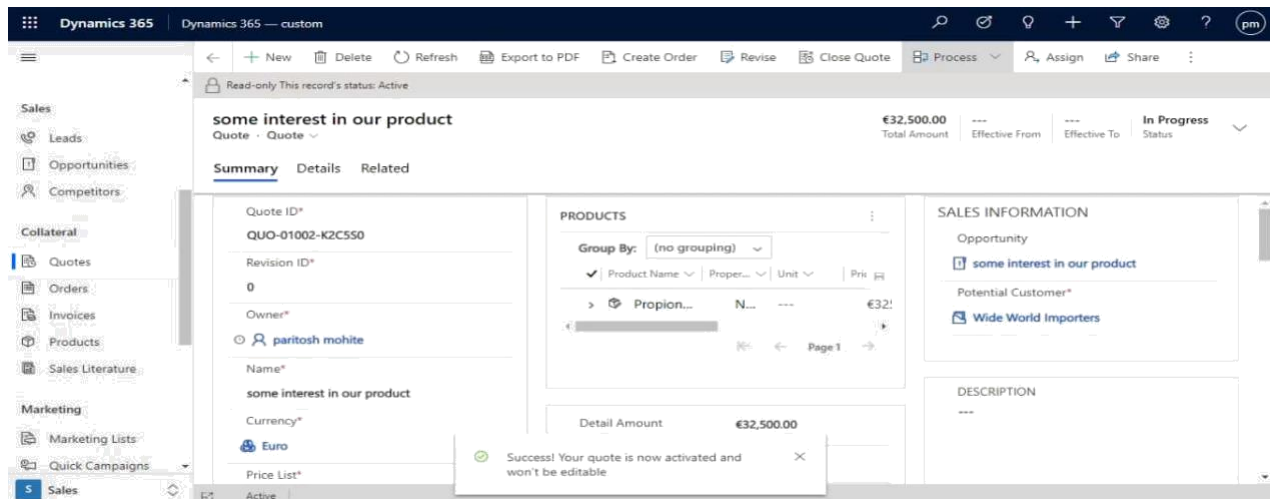 Dynamics 365 Dynamics 365 — custom ? pm
New Delete Refresh Export to PDF Create Order Revise Close Quote Process Assign Share
Read-only This record's status: Active
some interest in our product
Quote · Quote
€32,500.00 --- --- In Progress
Total Amount Effective From Effective To Status
Summary Details Related
Sales
Leads
Opportunities
Competitors
Collateral
Quotes
Orders
Invoices
Products
Sales Literature
Marketing
Marketing Lists
Quick Campaigns
S Sales
Quote ID*
QUO-01002-K2C5S0
Revision ID*
0
Owner*
paritosh mohite
Name*
some interest in our product
Currency*
Euro
Price List*
Active
PRODUCTS
Group By: (no grouping)
Product Name Proper... Unit Pric
Propion... N... --- €32!
Page 1
Detail Amount €32,500.00
SALES INFORMATION
Opportunity
some interest in our product
Potential Customer*
Wide World Importers
DESCRIPTION
---
Success! Your quote is now activated and
won't be editable